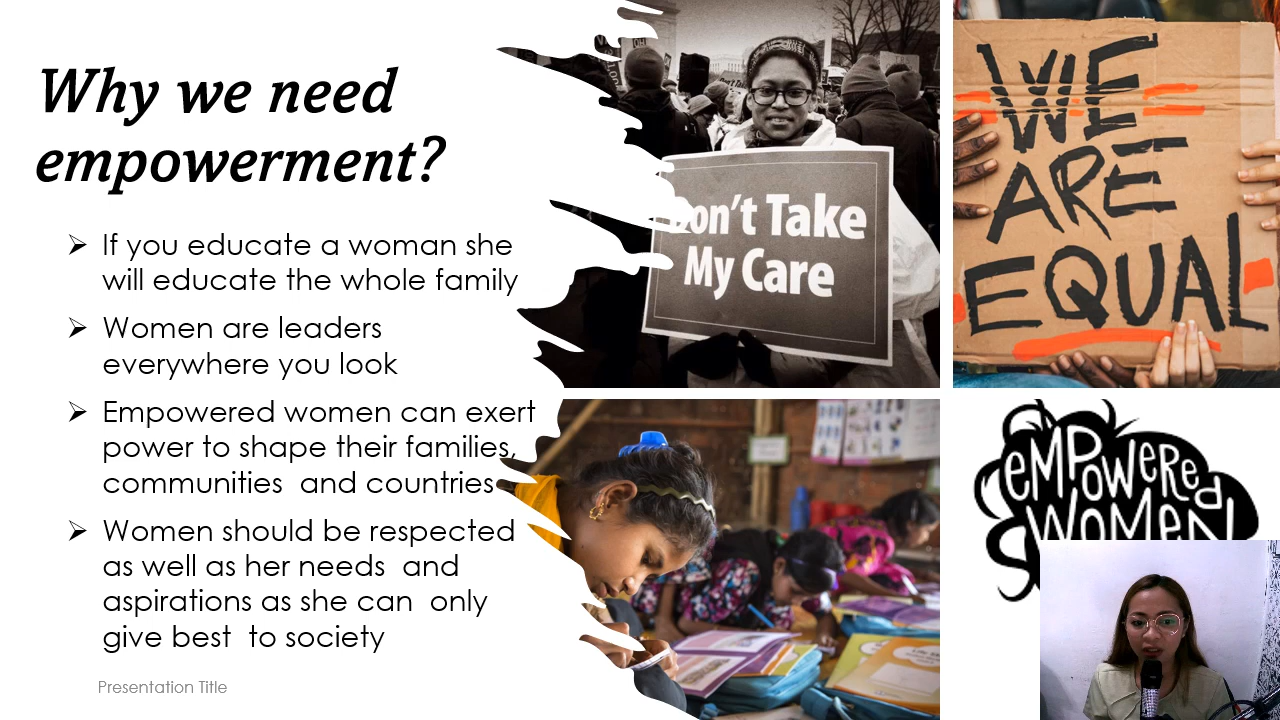 Why we need
empowerment?
➢ If you educate a woman she
will educate the whole family
➢ Women are leaders
everywhere you look
➢ Empowered women can exert
power to shape their families,
communities  and countries
➢ Women should be respected
as well as her needs  and
aspirations as she can  only
give best  to society
Presentation Title
Don't Take
My Care
WE
ARE
EQUAL
EMPOWERED
WOMEN